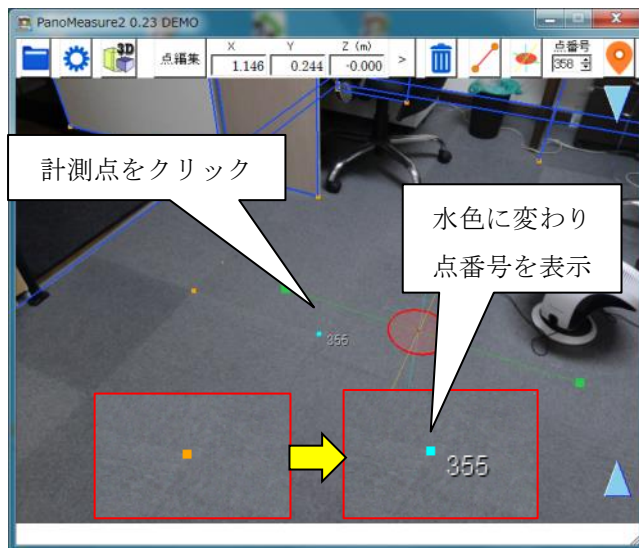 PanoMeasure2 0.23 DEMO
3D
点編集
X Y Z (m)
1.146 0.244 -0.000
>
点番号
358
計測点をクリック
水色に変わり
点番号を表示
355
355